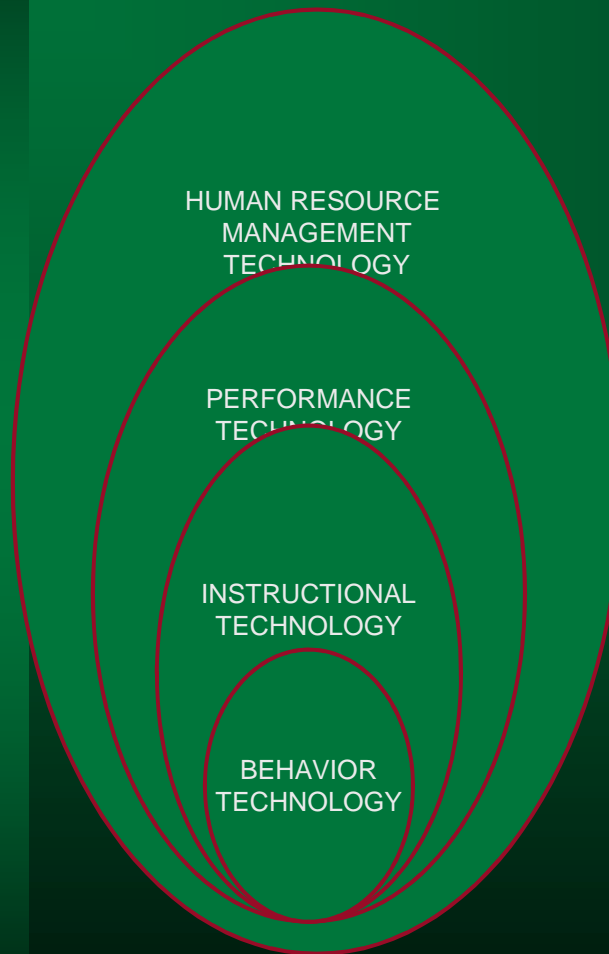 HUMAN RESOURCE
MANAGEMENT
TECHNOLOGY
PERFORMANCE
TECHNOLOGY
INSTRUCTIONAL
TECHNOLOGY
BEHAVIOR
TECHNOLOGY